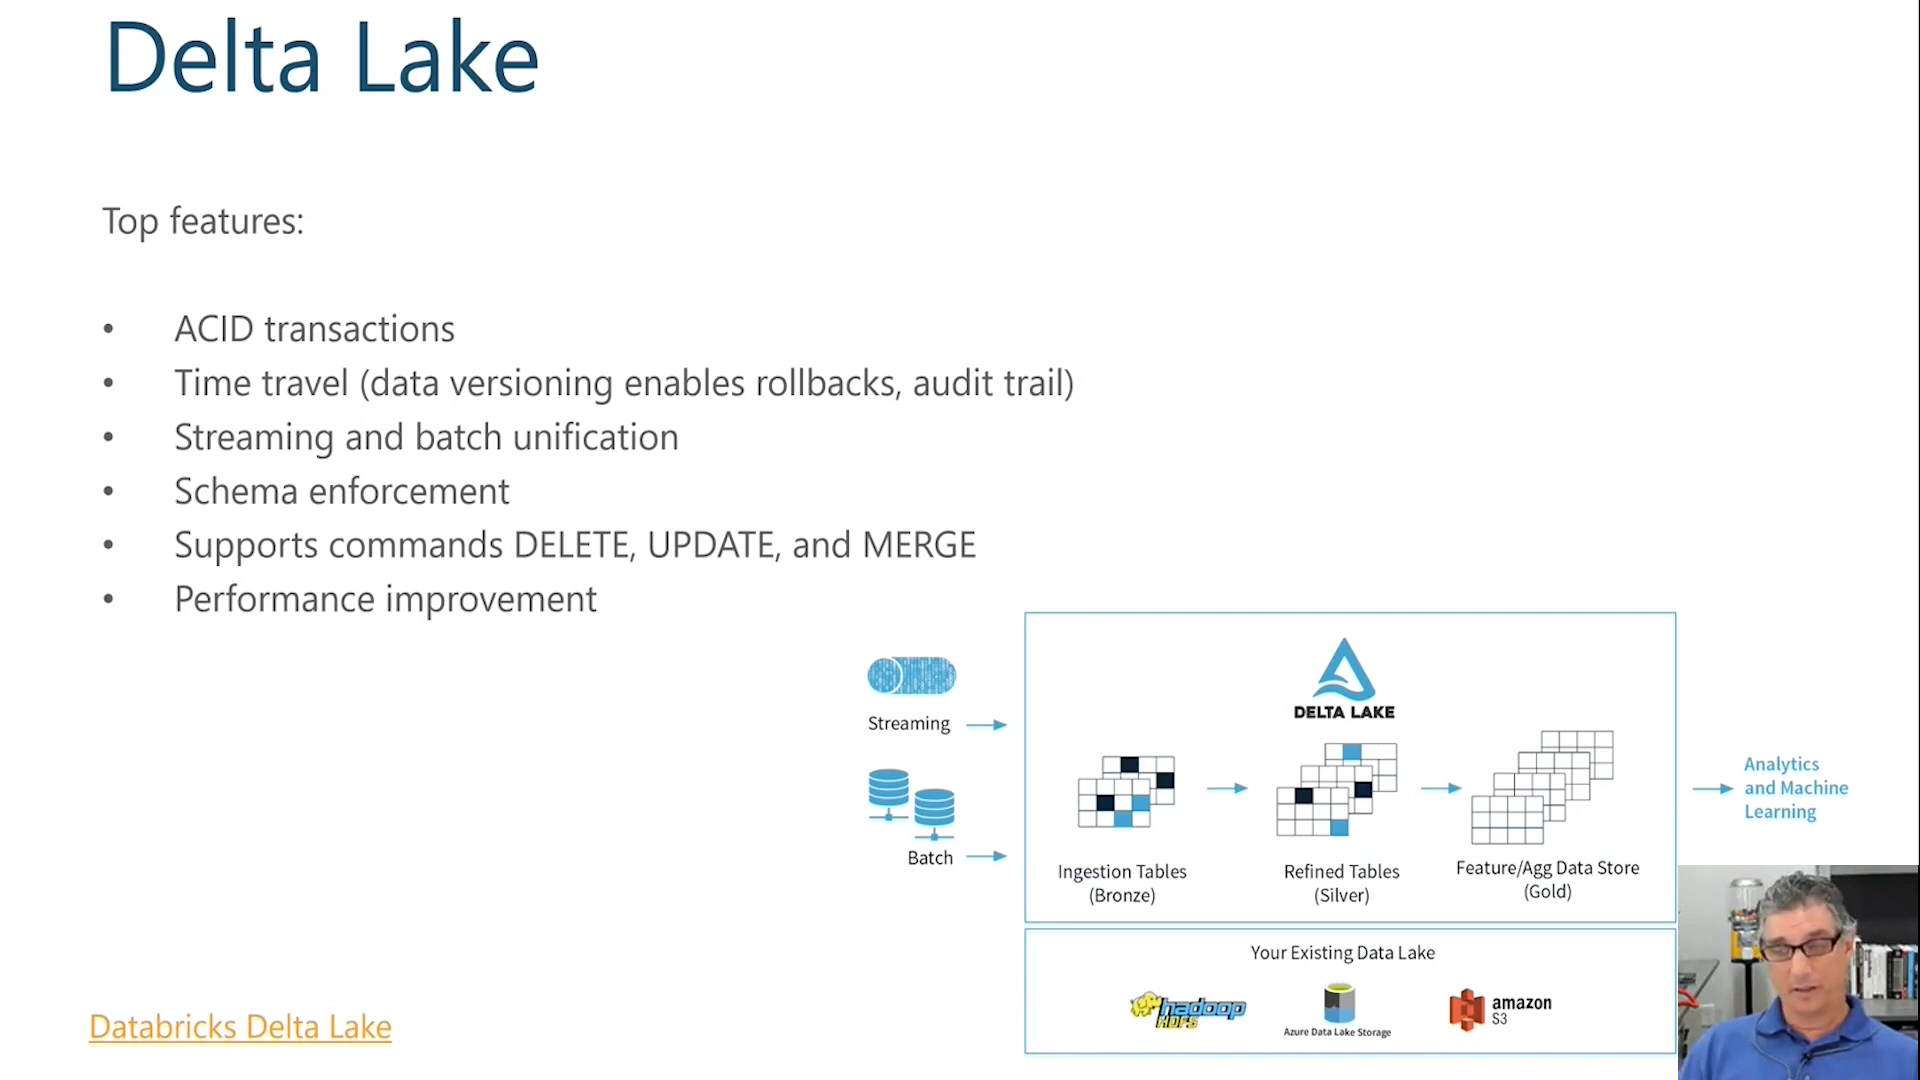 Delta Lake
Top features:
• ACID transactions
• Time travel (data versioning enables rollbacks, audit trail)
• Streaming and batch unification
• Schema enforcement
• Supports commands DELETE, UPDATE, and MERGE
• Performance improvement
DELTA LAKE
Streaming
Batch
Ingestion Tables
(Bronze)
Refined Tables
(Silver)
Feature/Agg Data Store
(Gold)
Analytics
and Machine
Learning
Your Existing Data Lake
hadoop
HDFS
Azure Data Lake Storage
amazon
S3
Databricks Delta Lake